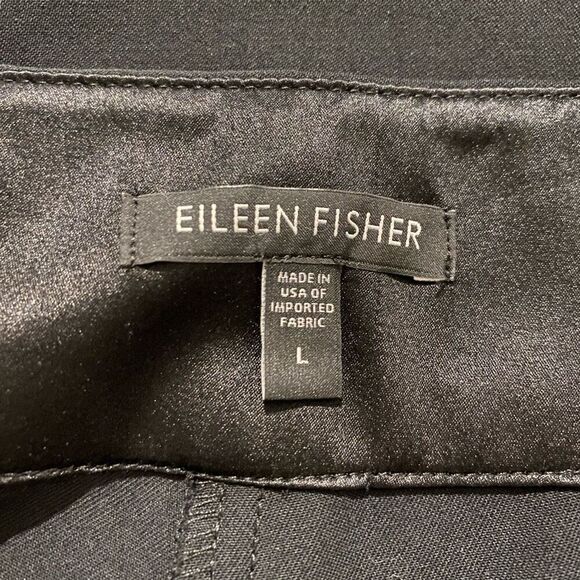 EILEEN FISHER
MADE IN
USA OF
IMPORTED
FABRIC
L